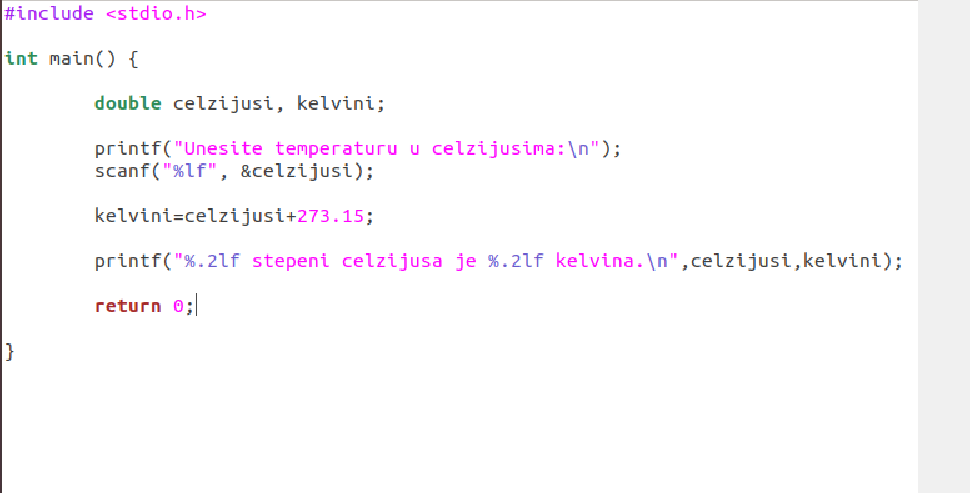 #include <stdio.h>
int main() {
double celzijusi, kelvini;
printf("Unesite temperaturu u celzijusima:\n");
scanf("%lf", &celzijusi);
kelvini=celzijusi+273.15;
printf("%.2lf stepeni celzijusa je %.2lf kelvina.\n",celzijusi,kelvini);
return 0;
}